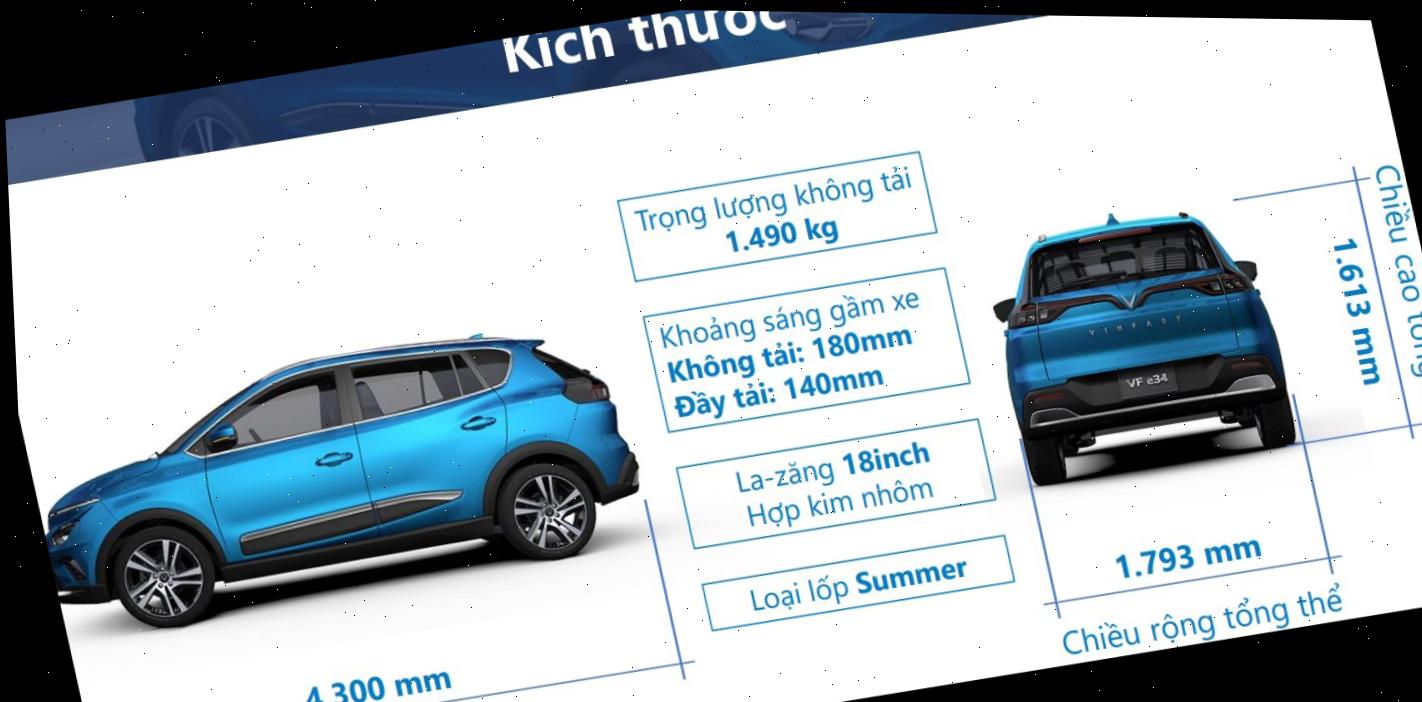 Kích thước
Trọng lượng không tải
1.490 kg
Khoảng sáng gầm xe
Không tải: 180mm
Đầy tải: 140mm
La-zăng 18inch
Hợp kim nhôm
Loại lốp Summer
4.300 mm
VINFAST
VF e34
1.793 mm
Chiều rộng tổng thể
1.613 mm
Chiều cao tổng